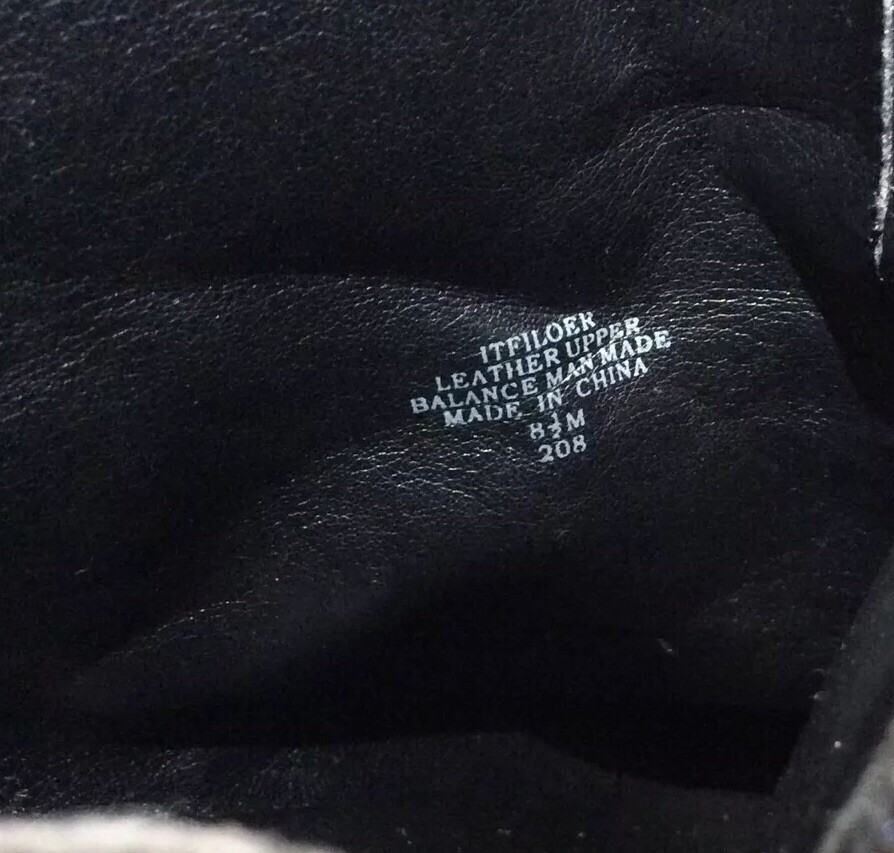 ITFILOER
LEATHER UPPER
BALANCE MAN MADE
MADE IN CHINA
8½M
208